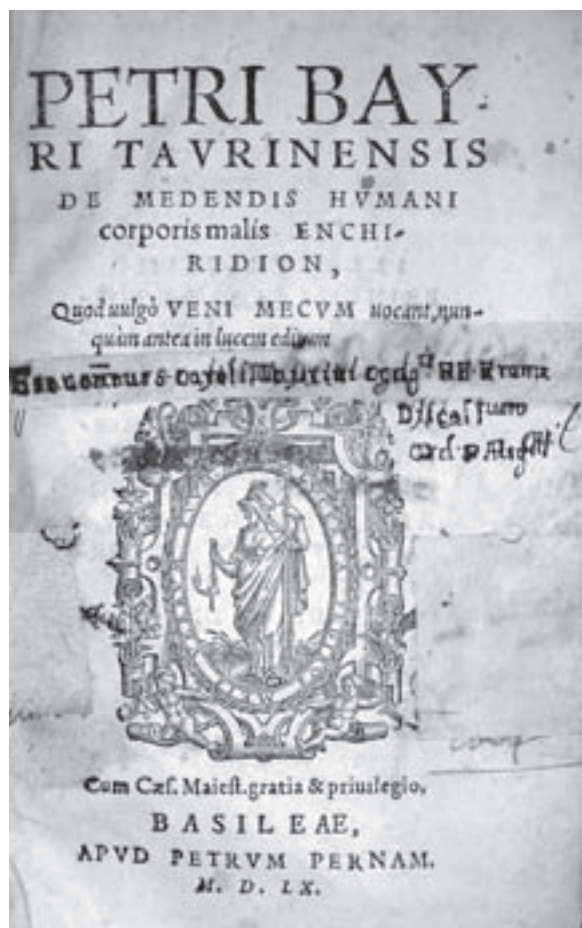 PETRI BAY-
RI TAVRINENSIS
DE MEDENDIS HVMANI
corporis malis ENCHI-
RIDION,
Quod uulgò VENI MECVM uocant, nun-
quàm antea in lucem editum
Cum Cæs. Maiest. gratia & priuilegio,
BASILEAE,
APVD PETRVM PERNAM.
M. D. LX.